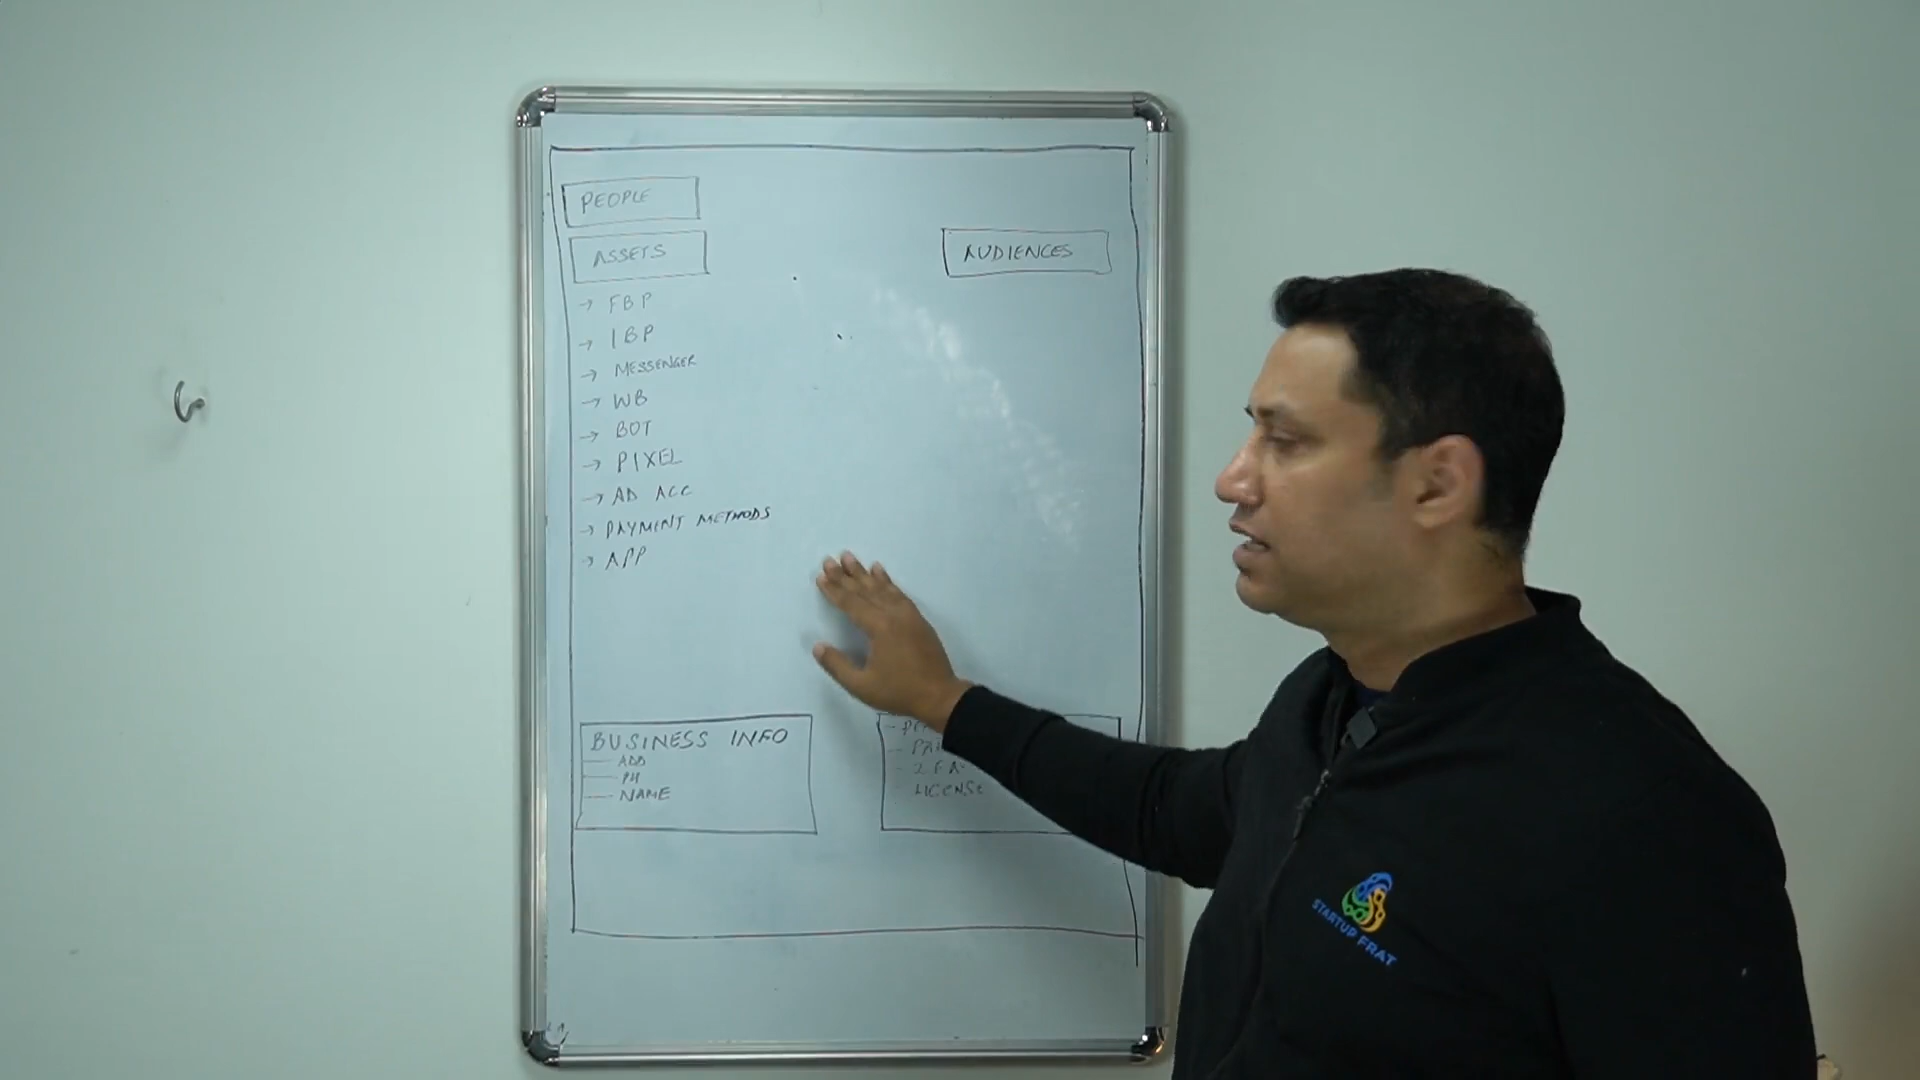 PEOPLE
ASSETS
AUDIENCES
→ FBP
→ IBP
→ MESSENGER
→ WB
→ BOT
→ PIXEL
→ AD ACC
→ PAYMENT METHODS
→ APP
BUSINESS INFO
ADD
PH
NAME
- 2FA
- LICENSE
STARTUP FRAT